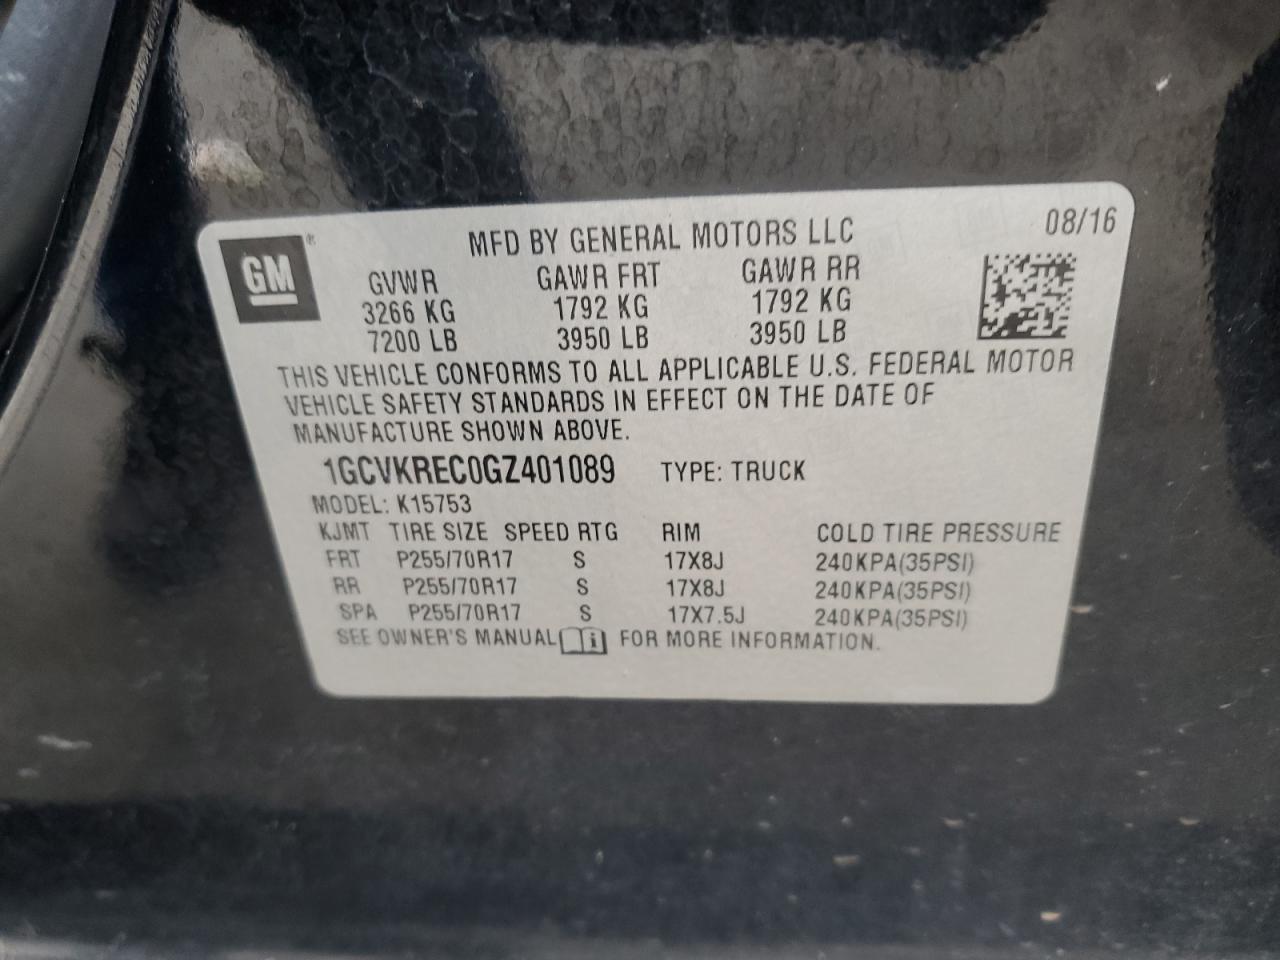 08/16
GM ®
MFD BY GENERAL MOTORS LLC
GVWR GAWR FRT GAWR RR
3266 KG 1792 KG 1792 KG
7200 LB 3950 LB 3950 LB
THIS VEHICLE CONFORMS TO ALL APPLICABLE U.S. FEDERAL MOTOR
VEHICLE SAFETY STANDARDS IN EFFECT ON THE DATE OF
MANUFACTURE SHOWN ABOVE.
1GCVKREC0GZ401089 TYPE: TRUCK
MODEL: K15753
KJMT TIRE SIZE SPEED RTG RIM COLD TIRE PRESSURE
FRT P255/70R17 S 17X8J 240KPA(35PSI)
RR P255/70R17 S 17X8J 240KPA(35PSI)
SPA P255/70R17 S 17X7.5J 240KPA(35PSI)
SEE OWNER'S MANUAL i FOR MORE INFORMATION.